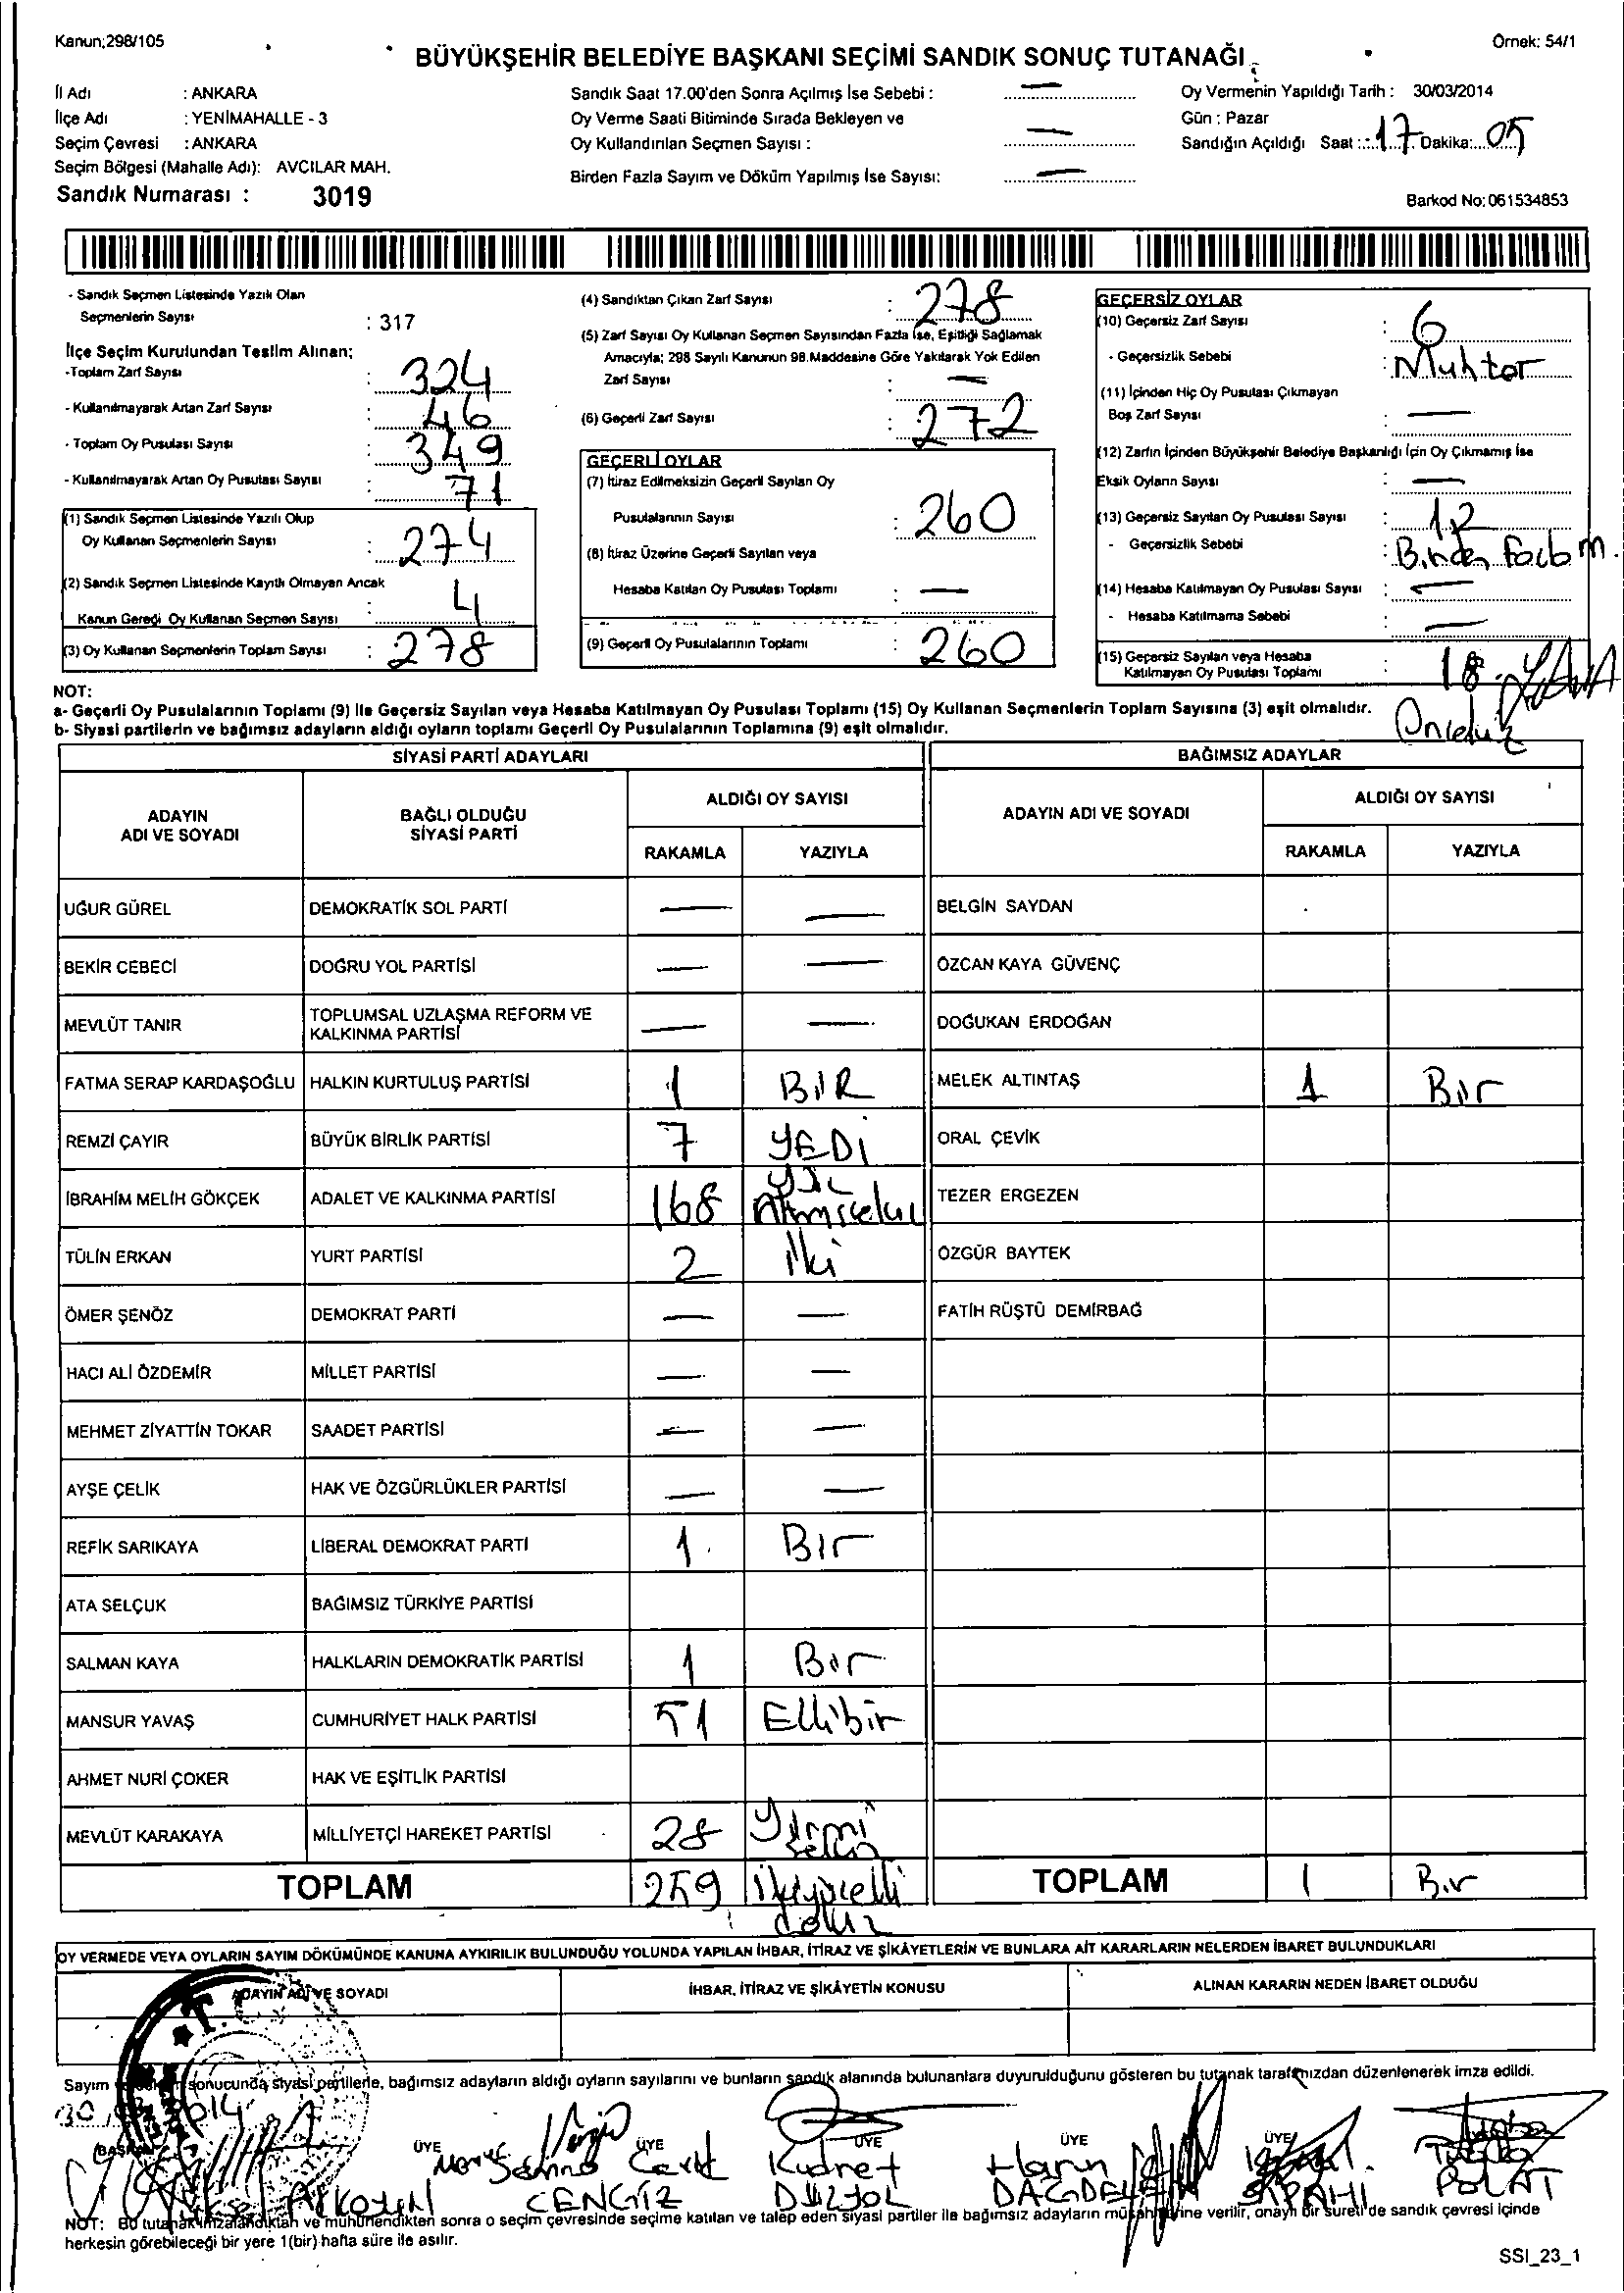 Kanun;298/105
Örnek: 54/1
BÜYÜKŞEHİR BELEDİYE BAŞKANI SEÇİMİ SANDIK SONUÇ TUTANAĞI
İl Adı : ANKARA
İlçe Adı : YENİMAHALLE - 3
Seçim Çevresi : ANKARA
Seçim Bölgesi (Mahalle Adı): AVCILAR MAH.
Sandık Numarası : 3019
Sandık Saat 17.00'den Sonra Açılmış İse Sebebi : —
Oy Verme Saati Bitiminde Sırada Bekleyen ve
Oy Kullandırılan Seçmen Sayısı : —
Birden Fazla Sayım ve Döküm Yapılmış İse Sayısı: —
Oy Vermenin Yapıldığı Tarih : 30/03/2014
Gün : Pazar
Sandığın Açıldığı Saat : 17 Dakika: 05
Barkod No: 061534853
- Sandık Seçmen Listesinde Yazılı Olan
Seçmenlerin Sayısı : 317
İlçe Seçim Kurulundan Teslim Alınan;
-Toplam Zarf Sayısı : 324
- Kullanılmayarak Artan Zarf Sayısı : 46
- Toplam Oy Pusulası Sayısı : 349
- Kullanılmayarak Artan Oy Pusulası Sayısı : 71
(1) Sandık Seçmen Listesinde Yazılı Olup
Oy Kullanan Seçmenlerin Sayısı : 274
(2) Sandık Seçmen Listesinde Kayıtlı Olmayan Ancak
Kanun Gereği Oy Kullanan Seçmen Sayısı : 4
(3) Oy Kullanan Seçmenlerin Toplam Sayısı : 278
(4) Sandıktan Çıkan Zarf Sayısı : 278
(5) Zarf Sayısı Oy Kullanan Seçmen Sayısından Fazla İse, Eşitliği Sağlamak
Amacıyla; 298 Sayılı Kanunun 98.Maddesine Göre Yakılarak Yok Edilen
Zarf Sayısı : —
(6) Geçerli Zarf Sayısı : 272
GEÇERLİ OYLAR
(7) İtiraz Edilmeksizin Geçerli Sayılan Oy
Pusulalarının Sayısı : 260
(8) İtiraz Üzerine Geçerli Sayılan veya
Hesaba Katılan Oy Pusulası Toplamı : —
(9) Geçerli Oy Pusulalarının Toplamı : 260
GEÇERSİZ OYLAR
(10) Geçersiz Zarf Sayısı : 6
- Geçersizlik Sebebi : Muhtar
(11) İçinden Hiç Oy Pusulası Çıkmayan
Boş Zarf Sayısı : —
(12) Zarfın İçinden Büyükşehir Belediye Başkanlığı İçin Oy Çıkmamış İse
Eksik Oyların Sayısı : —
(13) Geçersiz Sayılan Oy Pusulası Sayısı : 12
- Geçersizlik Sebebi : Birden Fazla m.
(14) Hesaba Katılmayan Oy Pusulası Sayısı : —
- Hesaba Katılmama Sebebi : —
(15) Geçersiz Sayılan veya Hesaba
Katılmayan Oy Pusulası Toplamı : 18
NOT:
a- Geçerli Oy Pusulalarının Toplamı (9) ile Geçersiz Sayılan veya Hesaba Katılmayan Oy Pusulası Toplamı (15) Oy Kullanan Seçmenlerin Toplam Sayısına (3) eşit olmalıdır.
b- Siyasi partilerin ve bağımsız adayların aldığı oyların toplamı Geçerli Oy Pusulalarının Toplamına (9) eşit olmalıdır.
SİYASİ PARTİ ADAYLARI
BAĞIMSIZ ADAYLAR
ADAYIN ADI VE SOYADI
BAĞLI OLDUĞU SİYASİ PARTİ
ALDIĞI OY SAYISI
RAKAMLA YAZIYLA
ADAYIN ADI VE SOYADI
ALDIĞI OY SAYISI
RAKAMLA YAZIYLA
UĞUR GÜREL DEMOKRATİK SOL PARTİ — — BELGİN SAYDAN
BEKİR CEBECİ DOĞRU YOL PARTİSİ — — ÖZCAN KAYA GÜVENÇ
MEVLÜT TANIR TOPLUMSAL UZLAŞMA REFORM VE KALKINMA PARTİSİ — — DOĞUKAN ERDOĞAN
FATMA SERAP KARDAŞOĞLU HALKIN KURTULUŞ PARTİSİ 1 BİR MELEK ALTINTAŞ 1 Bir
REMZİ ÇAYIR BÜYÜK BİRLİK PARTİSİ 7 YEDİ ORAL ÇEVİK
İBRAHİM MELİH GÖKÇEK ADALET VE KALKINMA PARTİSİ 168 TEZER ERGEZEN
TÜLİN ERKAN YURT PARTİSİ 2 İki ÖZGÜR BAYTEK
ÖMER ŞENÖZ DEMOKRAT PARTİ — — FATİH RÜŞTÜ DEMİRBAĞ
HACI ALİ ÖZDEMİR MİLLET PARTİSİ — —
MEHMET ZİYATTİN TOKAR SAADET PARTİSİ — —
AYŞE ÇELİK HAK VE ÖZGÜRLÜKLER PARTİSİ — —
REFİK SARIKAYA LİBERAL DEMOKRAT PARTİ 1 Bir
ATA SELÇUK BAĞIMSIZ TÜRKİYE PARTİSİ
SALMAN KAYA HALKLARIN DEMOKRATİK PARTİSİ 1 Bir
MANSUR YAVAŞ CUMHURİYET HALK PARTİSİ 51 Ellibir
AHMET NURİ ÇOKER HAK VE EŞİTLİK PARTİSİ
MEVLÜT KARAKAYA MİLLİYETÇİ HAREKET PARTİSİ 28 Yirmi sekiz
TOPLAM 259 ikiyüzelli dokuz TOPLAM 1 Bir
OY VERMEDE VEYA OYLARIN SAYIM DÖKÜMÜNDE KANUNA AYKIRILIK BULUNDUĞU YOLUNDA YAPILAN İHBAR, İTİRAZ VE ŞİKÂYETLERİN VE BUNLARA AİT KARARLARIN NELERDEN İBARET BULUNDUKLARI
ADAYIN ADI VE SOYADI İHBAR, İTİRAZ VE ŞİKÂYETİN KONUSU ALINAN KARARIN NEDEN İBARET OLDUĞU
T.C.
Sayım sonucunda, siyasi partilerle, bağımsız adayların aldığı oyların sayılarını ve bunların sandık alanında bulunanlara duyurulduğunu gösteren bu tutanak tarafımızdan düzenlenerek imza edildi.
BAŞKAN ÜYE ÜYE ÜYE ÜYE ÜYE
Kudret Harun
CENGİZ DÜZYOL SİPAHİ POLAT
NOT: Bu tutanak imzalandıktan ve mühürlendikten sonra o seçim çevresinde seçime katılan ve talep eden siyasi partiler ile bağımsız adayların müşahitlerine verilir, onaylı bir sureti de sandık çevresi içinde
herkesin görebileceği bir yere 1(bir) hafta süre ile asılır.
SSI_23_1